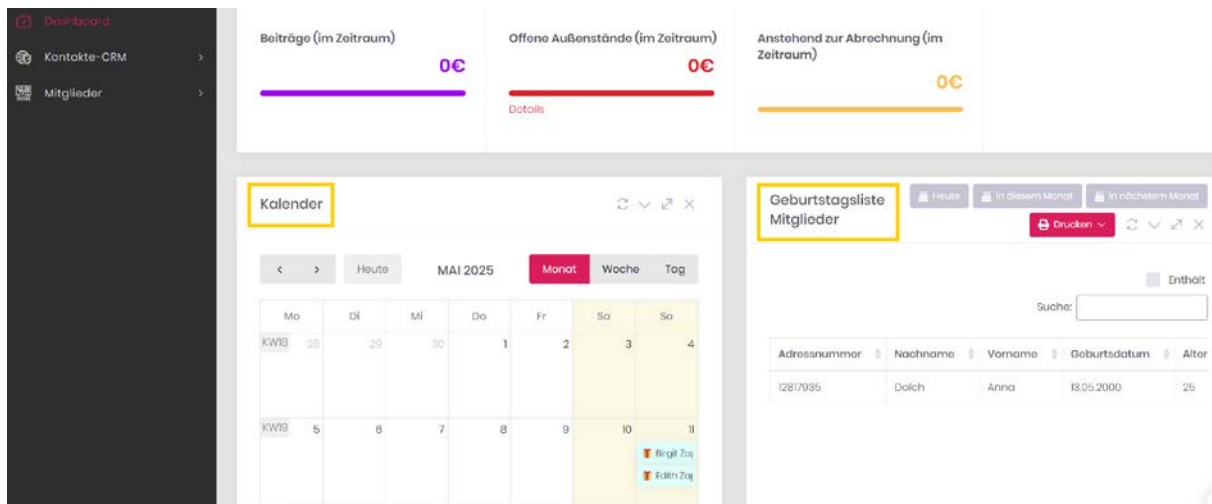 Dashboard
Kontakte-CRM
Mitglieder
Beiträge (im Zeitraum)
0€
Offene Außenstände (im Zeitraum)
0€
Details
Anstehend zur Abrechnung (im
Zeitraum)
0€
Kalender
Heute
MAI 2025
Monat Woche Tag
Mo Di Mi Do Fr Sa So
KW18 28 29 30 1 2 3 4
KW19 5 6 7 8 9 10 11
Birgit Zap
Edith Zap
Geburtstagsliste
Mitglieder
Heute In diesem Monat In nächstem Monat
Drucken
Enthält
Suche:
Adressnummer Nachname Vorname Geburtsdatum Alter
12817935 Dolch Anna 13.05.2000 25